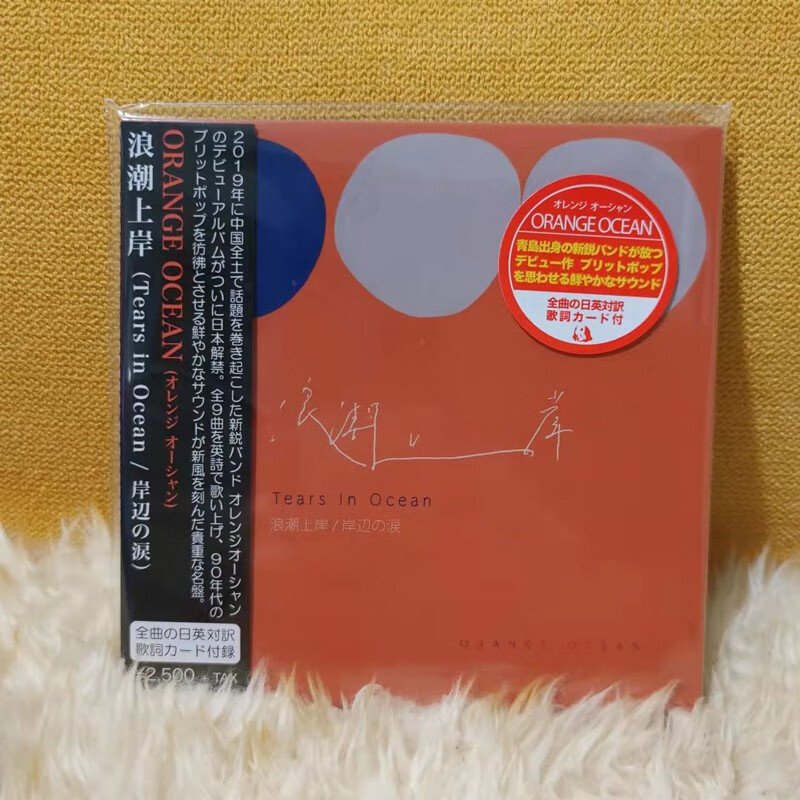 2019年に中国全土で話題を巻き起こした新鋭バンド オレンジオーシャン
のデビューアルバムがついに日本解禁。全9曲を英詩で歌い上げ、90年代の
ブリットポップを彷彿とさせる鮮やかなサウンドが新風を刻んだ貴重な名盤。
ORANGE OCEAN (オレンジ オーシャン)
浪潮上岸 (Tears in Ocean / 岸辺の涙)
全曲の日英対訳
歌詞カード付録
¥2,500 + TAX
オレンジ オーシャン
ORANGE OCEAN
青島出身の新鋭バンドが放つ
デビュー作 ブリットポップ
を思わせる鮮やかなサウンド
全曲の日英対訳
歌詞カード付
浪潮上岸
Tears In Ocean
浪潮上岸 / 岸辺の涙
ORANGE OCEAN